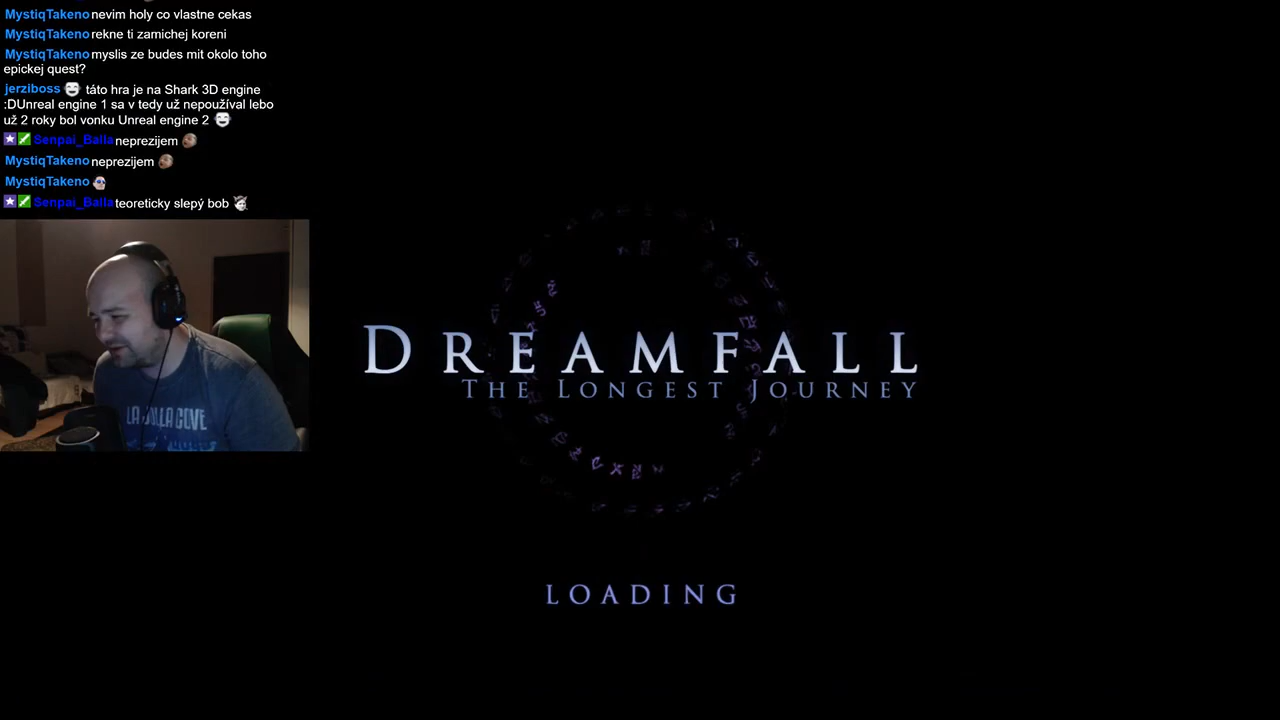 MystiqTakeno nevim holy co vlastne cekas
MystiqTakeno rekne ti zamichej koreni
MystiqTakeno myslis ze budes mit okolo toho
epickej quest?
jerziboss táto hra je na Shark 3D engine
:DUnreal engine 1 sa v tedy už nepoužíval lebo
už 2 roky bol vonku Unreal engine 2
Senpai_Balla neprezijem
MystiqTakeno neprezijem
MystiqTakeno
Senpai_Balla teoreticky slepý bob
LA JOLLA COVE
DREAMFALL
THE LONGEST JOURNEY
LOADING